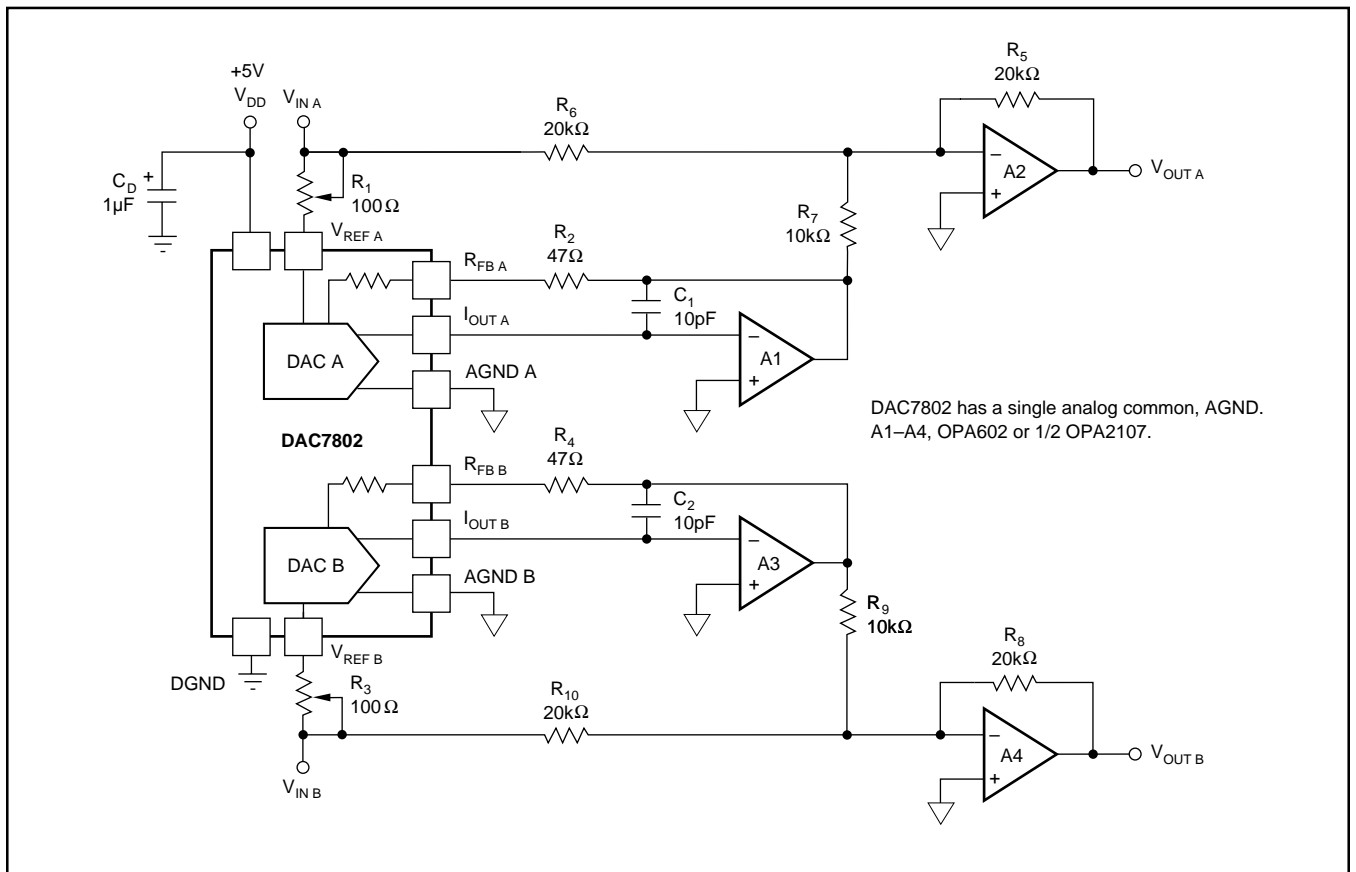 +5V
V_DD
V_IN A
C_D +
1µF
R_1
100Ω
V_REF A
R_6
20kΩ
R_5
20kΩ
−
A2
+
V_OUT A
R_7
10kΩ
R_FB A
R_2
47Ω
C_1
10pF
I_OUT A
DAC A
−
A1
+
AGND A
DAC7802
DAC7802 has a single analog common, AGND.
A1–A4, OPA602 or 1/2 OPA2107.
R_FB B
R_4
47Ω
C_2
10pF
I_OUT B
DAC B
−
A3
+
AGND B
R_9
10kΩ
V_REF B
DGND
R_3
100Ω
R_10
20kΩ
R_8
20kΩ
−
A4
+
V_OUT B
V_IN B